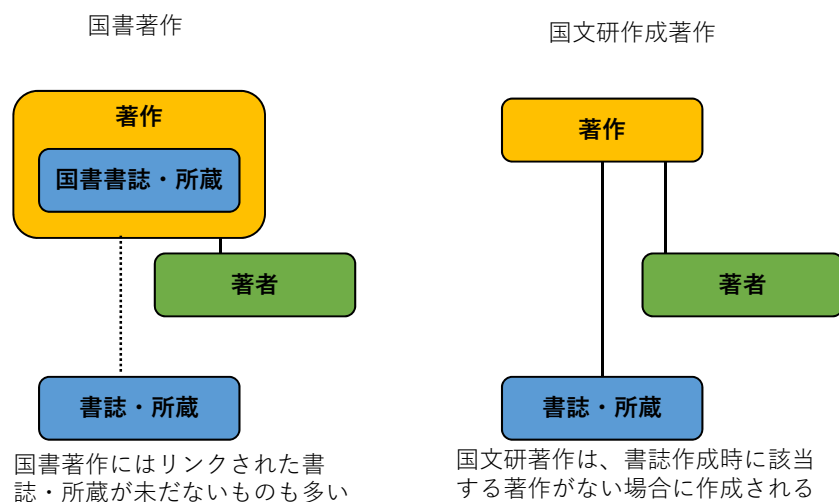 国書著作
著作
国書書誌・所蔵
著者
書誌・所蔵
国書著作にはリンクされた書
誌・所蔵が未だないものも多い
国文研作成著作
著作
著者
書誌・所蔵
国文研著作は、書誌作成時に該当
する著作がない場合に作成される